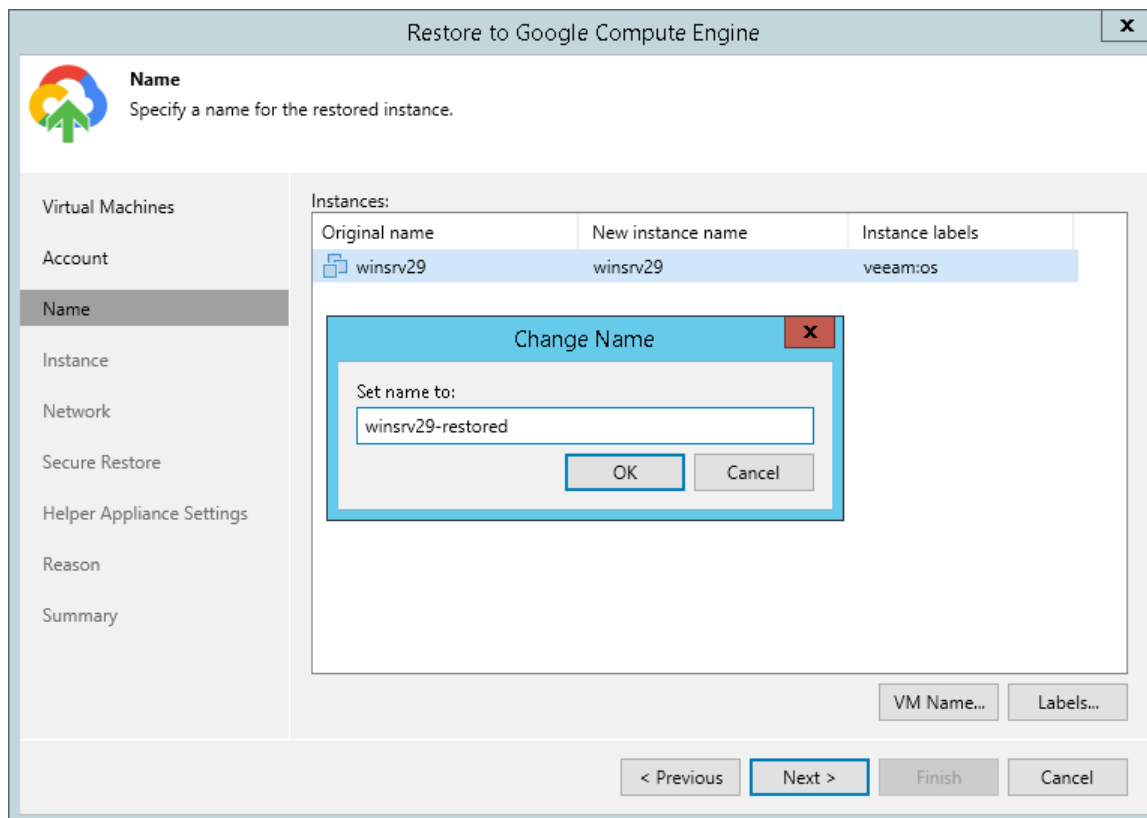 Restore to Google Compute Engine
X
Name
Specify a name for the restored instance.
Virtual Machines
Account
Name
Instance
Network
Secure Restore
Helper Appliance Settings
Reason
Summary
Instances:
Original name New instance name Instance labels
winsrv29 winsrv29 veeam:os
Change Name
X
Set name to:
winsrv29-restored
OK Cancel
VM Name... Labels...
< Previous Next > Finish Cancel